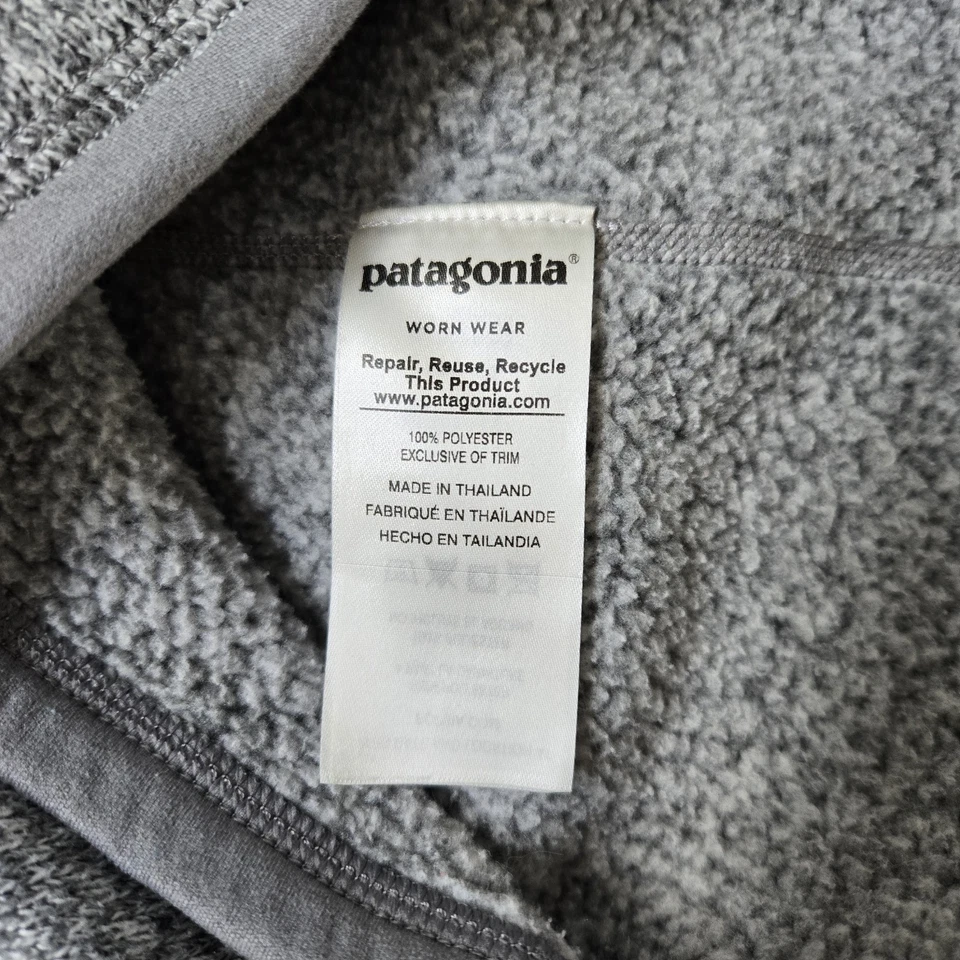 patagonia®
WORN WEAR
Repair, Reuse, Recycle
This Product
www.patagonia.com
100% POLYESTER
EXCLUSIVE OF TRIM
MADE IN THAILAND
FABRIQUÉ EN THAÏLANDE
HECHO EN TAILANDIA